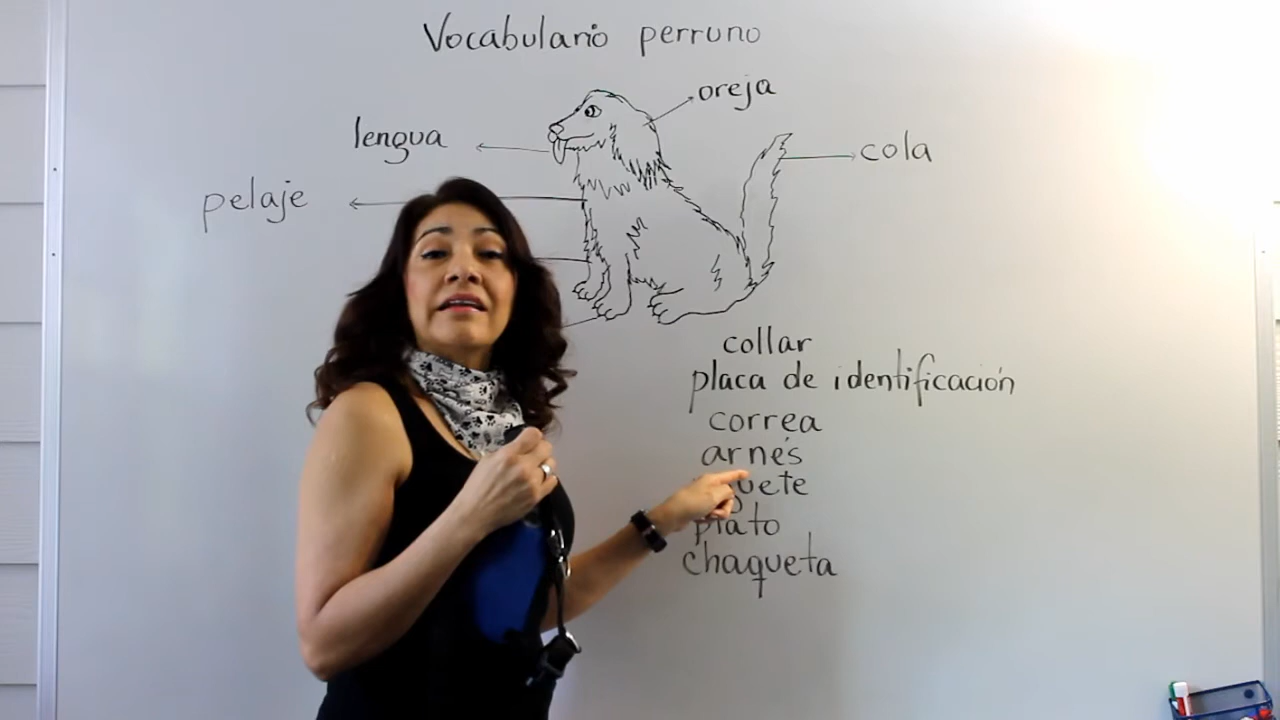 Vocabulario perruno
oreja
lengua
cola
pelaje
collar
placa de identificación
correa
arnés
plato
chaqueta